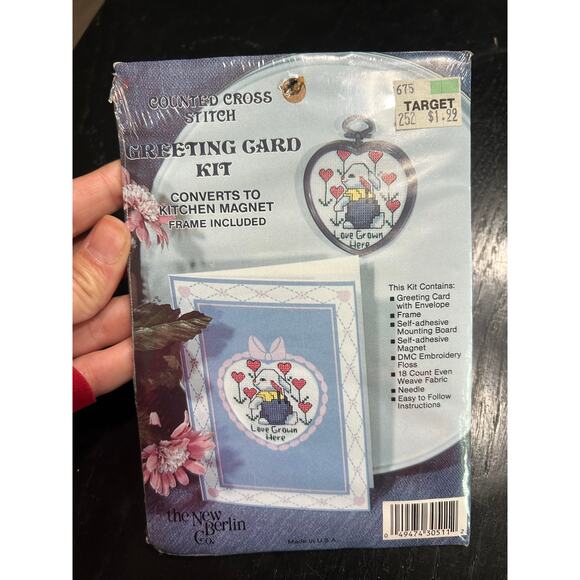 COUNTED CROSS
STITCH
GREETING CARD
KIT
CONVERTS TO
KITCHEN MAGNET
FRAME INCLUDED
675
TARGET
252 $1.22
Love Grown
Here
This Kit Contains:
■ Greeting Card
with Envelope
■ Frame
■ Self-adhesive
Mounting Board
■ Self-adhesive
Magnet
■ DMC Embroidery
Floss
■ 18 Count Even
Weave Fabric
■ Needle
■ Easy to Follow
Instructions
Love Grown
Here
the New
Berlin
Co.
Made in U.S.A.
0 49474 30511 2